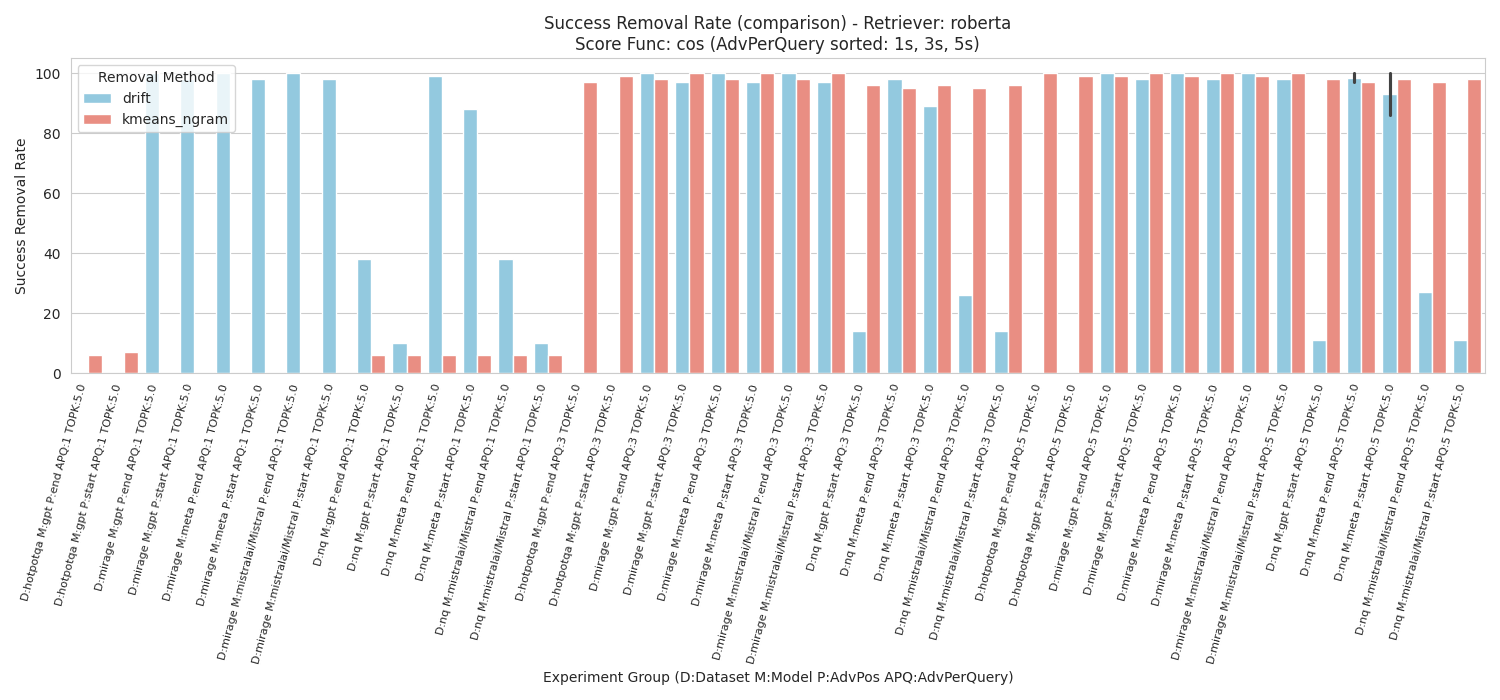 Success Removal Rate (comparison) - Retriever: roberta
Score Func: cos (AdvPerQuery sorted: 1s, 3s, 5s)
Removal Method
drift
kmeans_ngram
Success Removal Rate
100
80
60
40
20
0
D:hotpotqa M:gpt P:end APQ:1 TOPK:5.0
D:hotpotqa M:gpt P:start APQ:1 TOPK:5.0
D:mirage M:gpt P:end APQ:1 TOPK:5.0
D:mirage M:gpt P:start APQ:1 TOPK:5.0
D:mirage M:meta P:end APQ:1 TOPK:5.0
D:mirage M:meta P:start APQ:1 TOPK:5.0
D:mirage M:mistralai/Mistral P:end APQ:1 TOPK:5.0
D:mirage M:mistralai/Mistral P:start APQ:1 TOPK:5.0
D:nq M:gpt P:end APQ:1 TOPK:5.0
D:nq M:gpt P:start APQ:1 TOPK:5.0
D:nq M:meta P:end APQ:1 TOPK:5.0
D:nq M:meta P:start APQ:1 TOPK:5.0
D:nq M:mistralai/Mistral P:end APQ:1 TOPK:5.0
D:nq M:mistralai/Mistral P:start APQ:1 TOPK:5.0
D:hotpotqa M:gpt P:end APQ:3 TOPK:5.0
D:hotpotqa M:gpt P:start APQ:3 TOPK:5.0
D:mirage M:gpt P:end APQ:3 TOPK:5.0
D:mirage M:gpt P:start APQ:3 TOPK:5.0
D:mirage M:meta P:end APQ:3 TOPK:5.0
D:mirage M:meta P:start APQ:3 TOPK:5.0
D:mirage M:mistralai/Mistral P:end APQ:3 TOPK:5.0
D:mirage M:mistralai/Mistral P:start APQ:3 TOPK:5.0
D:nq M:gpt P:start APQ:3 TOPK:5.0
D:nq M:meta P:end APQ:3 TOPK:5.0
D:nq M:meta P:start APQ:3 TOPK:5.0
D:nq M:mistralai/Mistral P:end APQ:3 TOPK:5.0
D:nq M:mistralai/Mistral P:start APQ:3 TOPK:5.0
D:hotpotqa M:gpt P:end APQ:5 TOPK:5.0
D:hotpotqa M:gpt P:start APQ:5 TOPK:5.0
D:mirage M:gpt P:end APQ:5 TOPK:5.0
D:mirage M:gpt P:start APQ:5 TOPK:5.0
D:mirage M:meta P:end APQ:5 TOPK:5.0
D:mirage M:meta P:start APQ:5 TOPK:5.0
D:mirage M:mistralai/Mistral P:end APQ:5 TOPK:5.0
D:mirage M:mistralai/Mistral P:start APQ:5 TOPK:5.0
D:nq M:gpt P:start APQ:5 TOPK:5.0
D:nq M:meta P:end APQ:5 TOPK:5.0
D:nq M:meta P:start APQ:5 TOPK:5.0
D:nq M:mistralai/Mistral P:end APQ:5 TOPK:5.0
D:nq M:mistralai/Mistral P:start APQ:5 TOPK:5.0
Experiment Group (D:Dataset M:Model P:AdvPos APQ:AdvPerQuery)